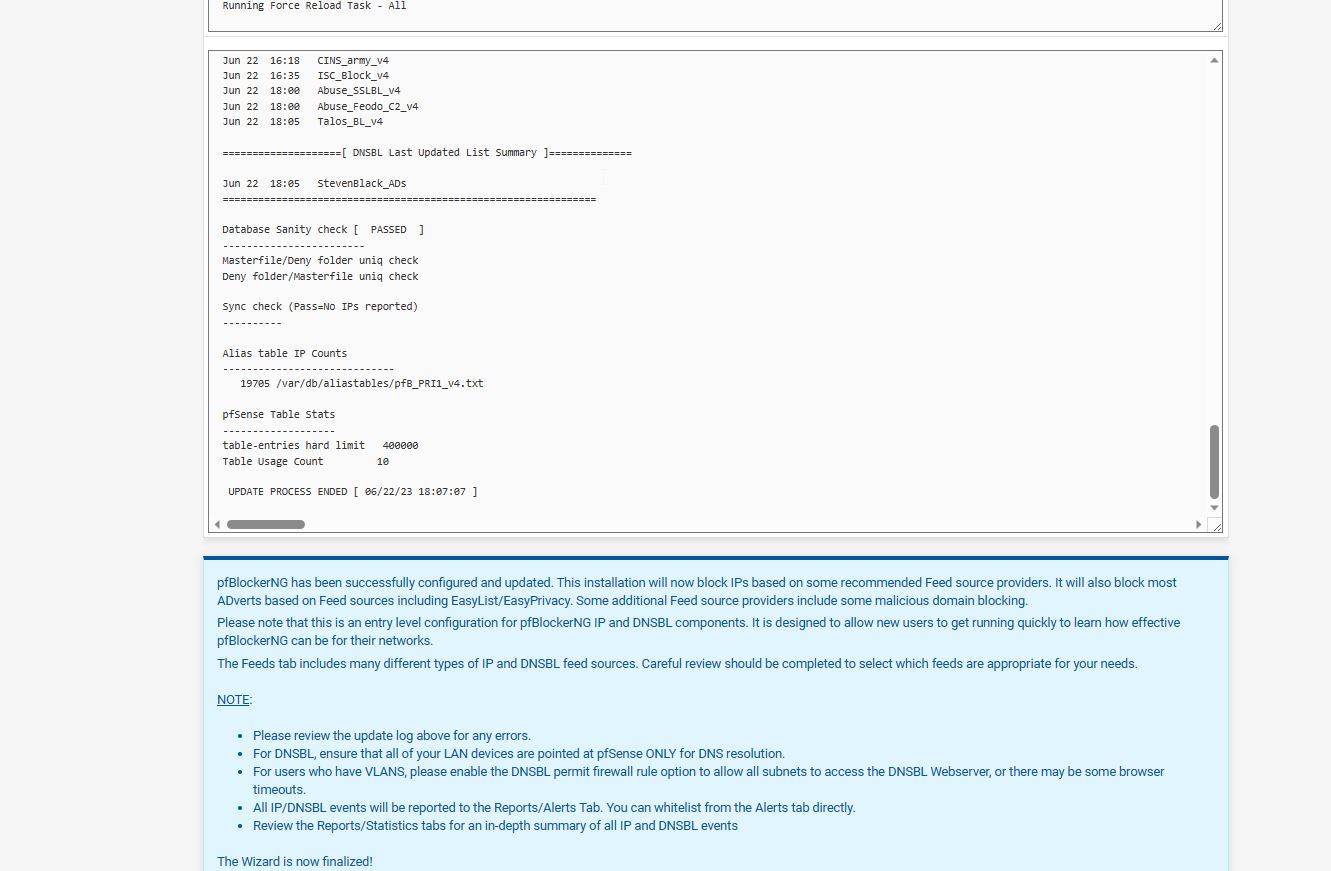 Running Force Reload Task - All
Jun 22  16:18   CINS_army_v4
Jun 22  16:35   ISC_Block_v4
Jun 22  18:00   Abuse_SSLBL_v4
Jun 22  18:00   Abuse_Feodo_C2_v4
Jun 22  18:05   Talos_BL_v4
====================[ DNSBL Last Updated List Summary ]==============
Jun 22  18:05   StevenBlack_ADs
===============================================================
Database Sanity check [  PASSED  ]
------------------------
Masterfile/Deny folder uniq check
Deny folder/Masterfile uniq check
Sync check (Pass=No IPs reported)
----------
Alias table IP Counts
-----------------------------
   19705 /var/db/aliastables/pfB_PRI1_v4.txt
pfSense Table Stats
-------------------
table-entries hard limit   400000
Table Usage Count         10
 UPDATE PROCESS ENDED [ 06/22/23 18:07:07 ]
pfBlockerNG has been successfully configured and updated. This installation will now block IPs based on some recommended Feed source providers. It will also block most
ADverts based on Feed sources including EasyList/EasyPrivacy. Some additional Feed source providers include some malicious domain blocking.
Please note that this is an entry level configuration for pfBlockerNG IP and DNSBL components. It is designed to allow new users to get running quickly to learn how effective
pfBlockerNG can be for their networks.
The Feeds tab includes many different types of IP and DNSBL feed sources. Careful review should be completed to select which feeds are appropriate for your needs.
NOTE:
• Please review the update log above for any errors.
• For DNSBL, ensure that all of your LAN devices are pointed at pfSense ONLY for DNS resolution.
• For users who have VLANS, please enable the DNSBL permit firewall rule option to allow all subnets to access the DNSBL Webserver, or there may be some browser
timeouts.
• All IP/DNSBL events will be reported to the Reports/Alerts Tab. You can whitelist from the Alerts tab directly.
• Review the Reports/Statistics tabs for an in-depth summary of all IP and DNSBL events
The Wizard is now finalized!